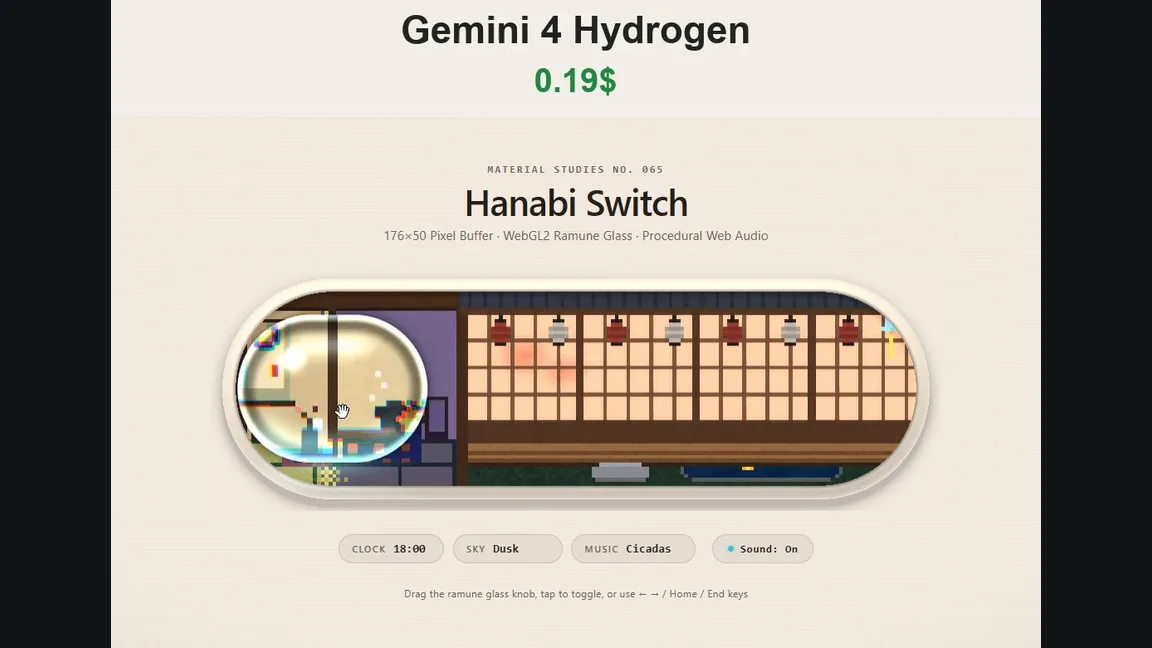 Gemini 4 Hydrogen
0.19$
MATERIAL STUDIES NO. 065
Hanabi Switch
176×50 Pixel Buffer · WebGL2 Ramune Glass · Procedural Web Audio
CLOCK 18:00 SKY Dusk MUSIC Cicadas Sound: On
Drag the ramune glass knob, tap to toggle, or use ← → / Home / End keys